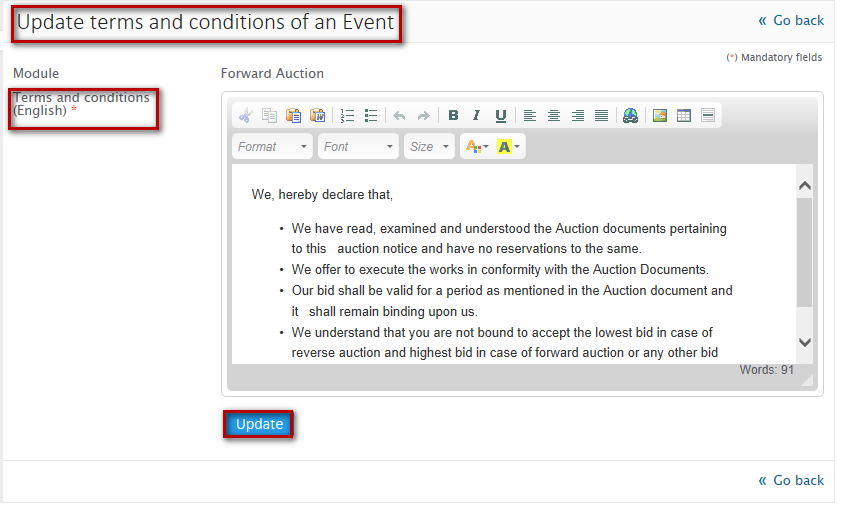 Update terms and conditions of an Event
« Go back
(*) Mandatory fields
Module
Forward Auction
Terms and conditions
(English) *
B I U
Format Font Size A A
We, hereby declare that,
• We have read, examined and understood the Auction documents pertaining
to this auction notice and have no reservations to the same.
• We offer to execute the works in conformity with the Auction Documents.
• Our bid shall be valid for a period as mentioned in the Auction document and
it shall remain binding upon us.
• We understand that you are not bound to accept the lowest bid in case of
reverse auction and highest bid in case of forward auction or any other bid
Words: 91
Update
« Go back